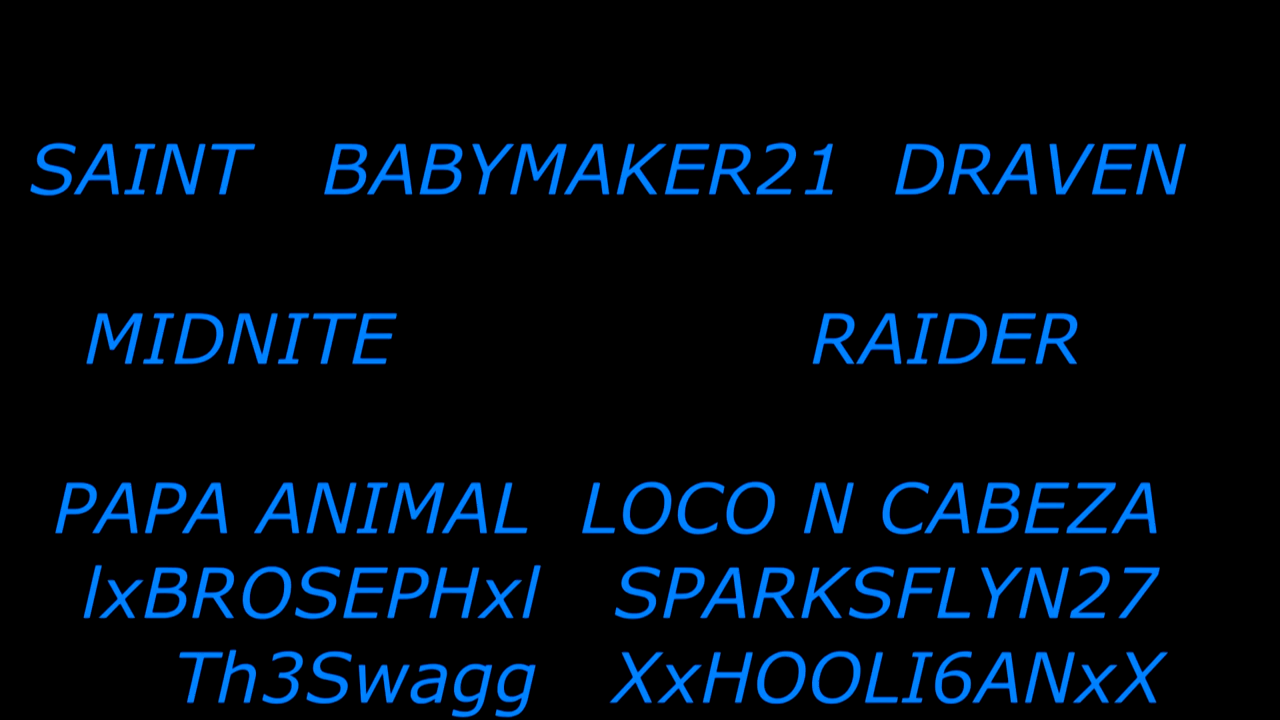 SAINT BABYMAKER21 DRAVEN
MIDNITE RAIDER
PAPA ANIMAL LOCO N CABEZA
lxBROSEPHxl SPARKSFLYN27
Th3Swagg XxHOOLI6ANxX